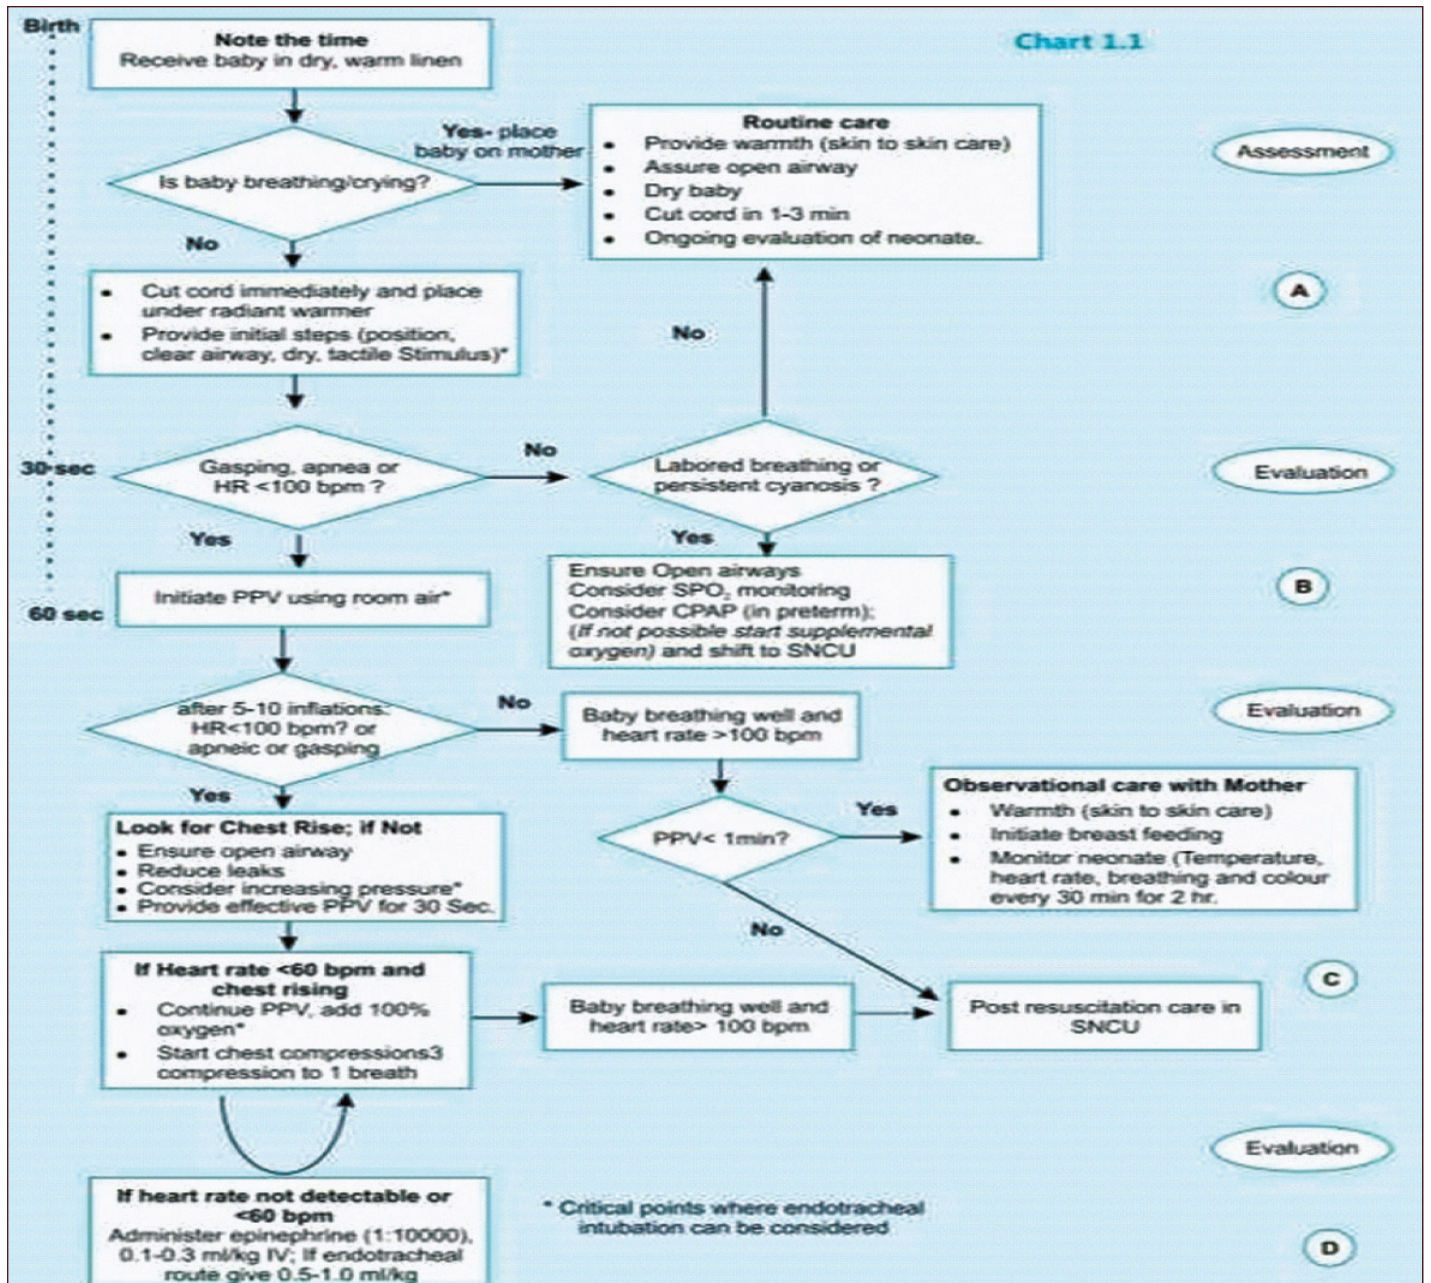 Birth
Note the time
Receive baby in dry, warm linen
Chart 1.1
Is baby breathing/crying?
Yes- place
baby on mother
Routine care
• Provide warmth (skin to skin care)
• Assure open airway
• Dry baby
• Cut cord in 1-3 min
• Ongoing evaluation of neonate.
Assessment
No
• Cut cord immediately and place
under radiant warmer
• Provide initial steps (position,
clear airway, dry, tactile Stimulus)*
A
No
30 sec
Gasping, apnea or
HR <100 bpm ?
No
Labored breathing or
persistent cyanosis ?
Evaluation
Yes
Yes
60 sec
Initiate PPV using room air*
Ensure Open airways
Consider SPO₂ monitoring
Consider CPAP (in preterm);
(If not possible start supplemental
oxygen) and shift to SNCU
B
after 5-10 inflations:
HR<100 bpm? or
apneic or gasping
No
Baby breathing well and
heart rate >100 bpm
Evaluation
Yes
Look for Chest Rise; if Not
• Ensure open airway
• Reduce leaks
• Consider increasing pressure*
• Provide effective PPV for 30 Sec.
PPV< 1min?
Yes
Observational care with Mother
• Warmth (skin to skin care)
• Initiate breast feeding
• Monitor neonate (Temperature,
heart rate, breathing and colour
every 30 min for 2 hr.
No
If Heart rate <60 bpm and
chest rising
• Continue PPV, add 100%
oxygen*
• Start chest compressions3
compression to 1 breath
Baby breathing well and
heart rate> 100 bpm
Post resuscitation care in
SNCU
C
Evaluation
If heart rate not detectable or
<60 bpm
Administer epinephrine (1:10000),
0.1-0.3 ml/kg IV; If endotracheal
route give 0.5-1.0 ml/kg
* Critical points where endotracheal
intubation can be considered
D